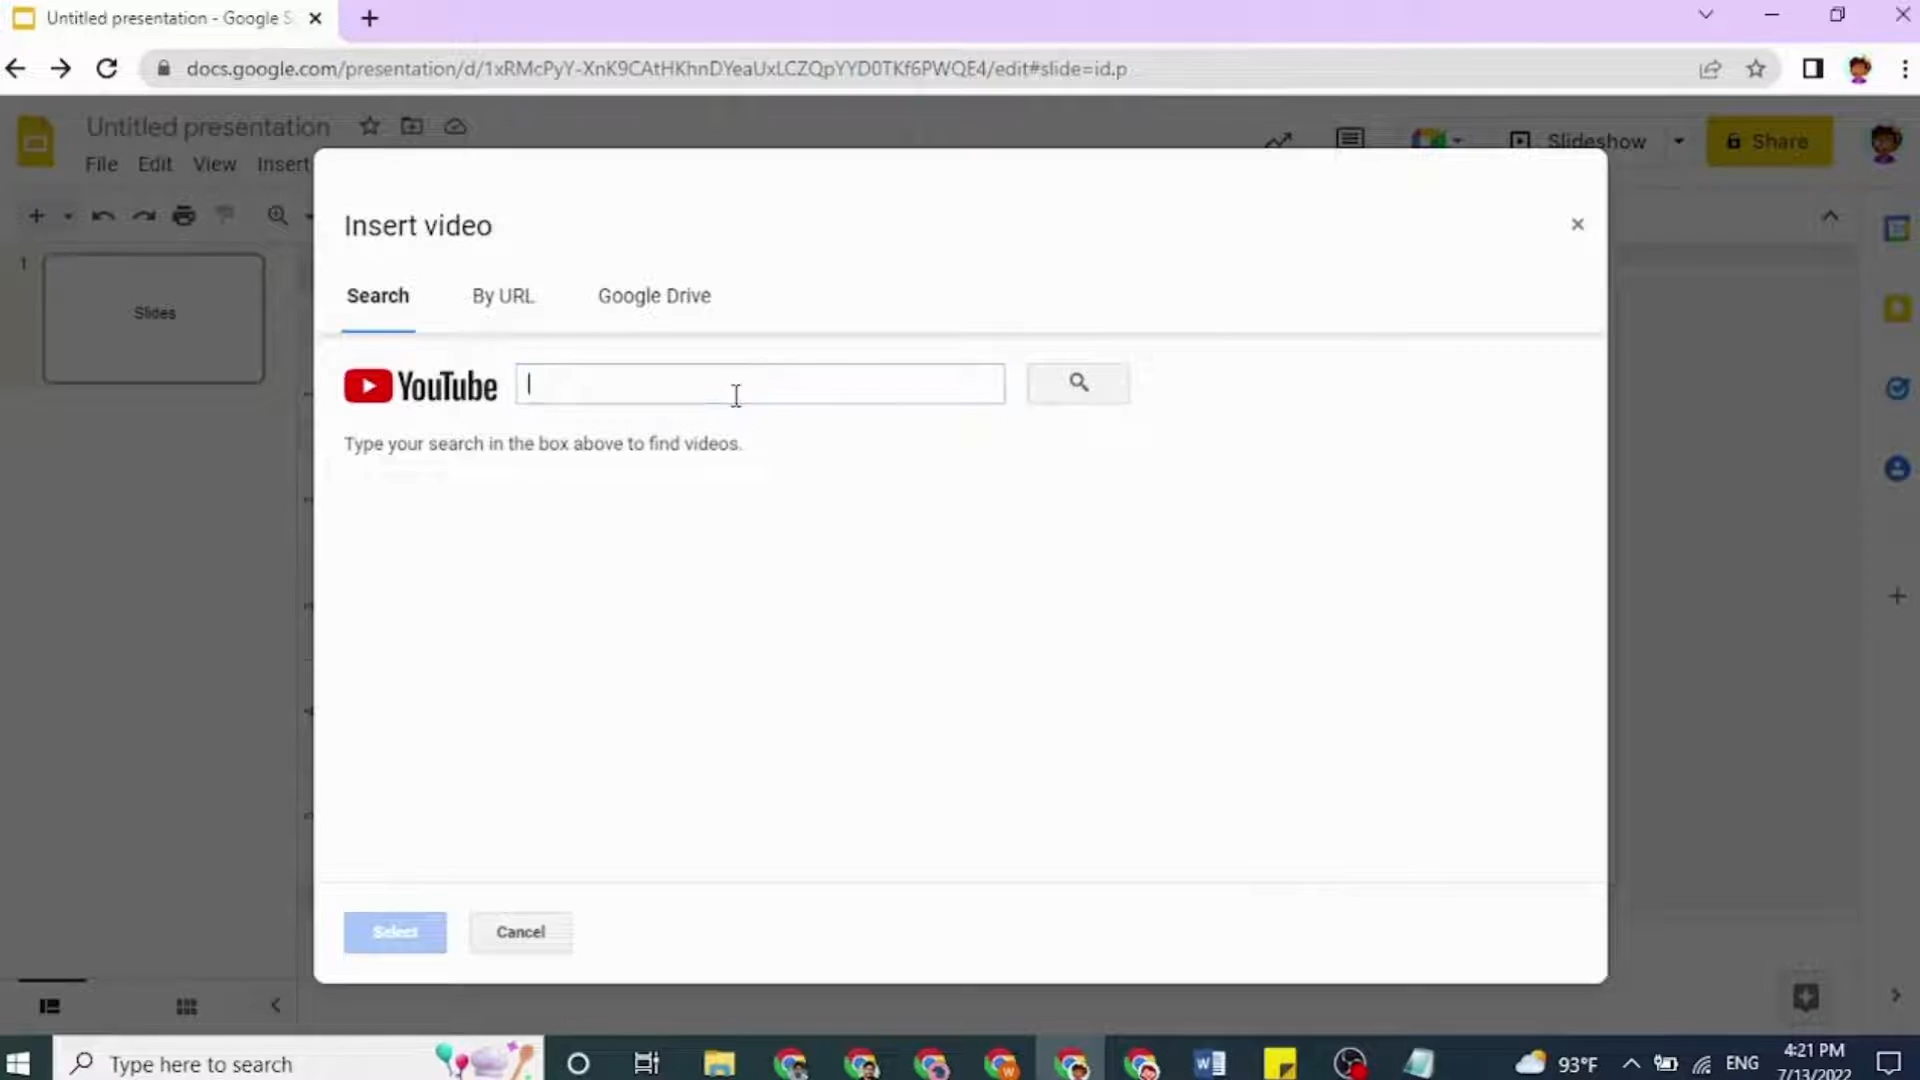 Untitled presentation - Google S
docs.google.com/presentation/d/1xRMcPyY-XnK9CAtHKhnDYeaUxLCZQpYYD0TKf6PWQE4/edit#slide=id.p
Untitled presentation
File Edit View Insert
Slideshow
Share
1
Slides
Insert video
Search By URL Google Drive
YouTube
Type your search in the box above to find videos.
Select Cancel
Type here to search
93°F
ENG
4:21 PM
7/13/2022